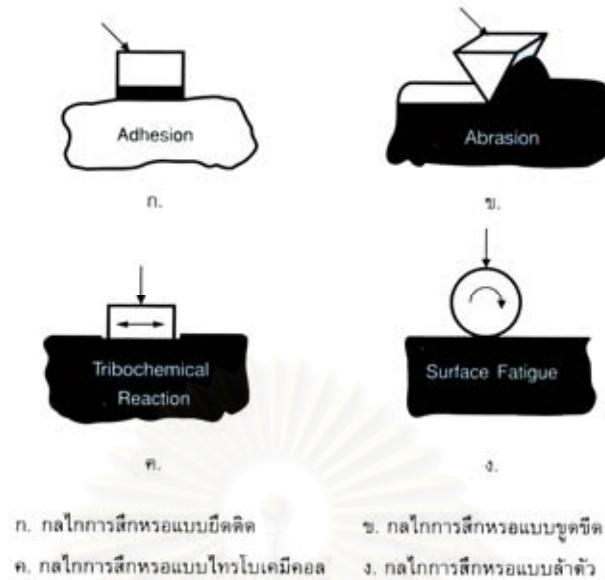 Adhesion
Abrasion
ก.
ข.
Tribochemical
Reaction
Surface Fatigue
ค.
ง.
ก. กลไกการสึกหรอแบบยึดติด
ข. กลไกการสึกหรอแบบขูดขีด
ค. กลไกการสึกหรอแบบไทรโบเคมีคอล
ง. กลไกการสึกหรอแบบล้าตัว